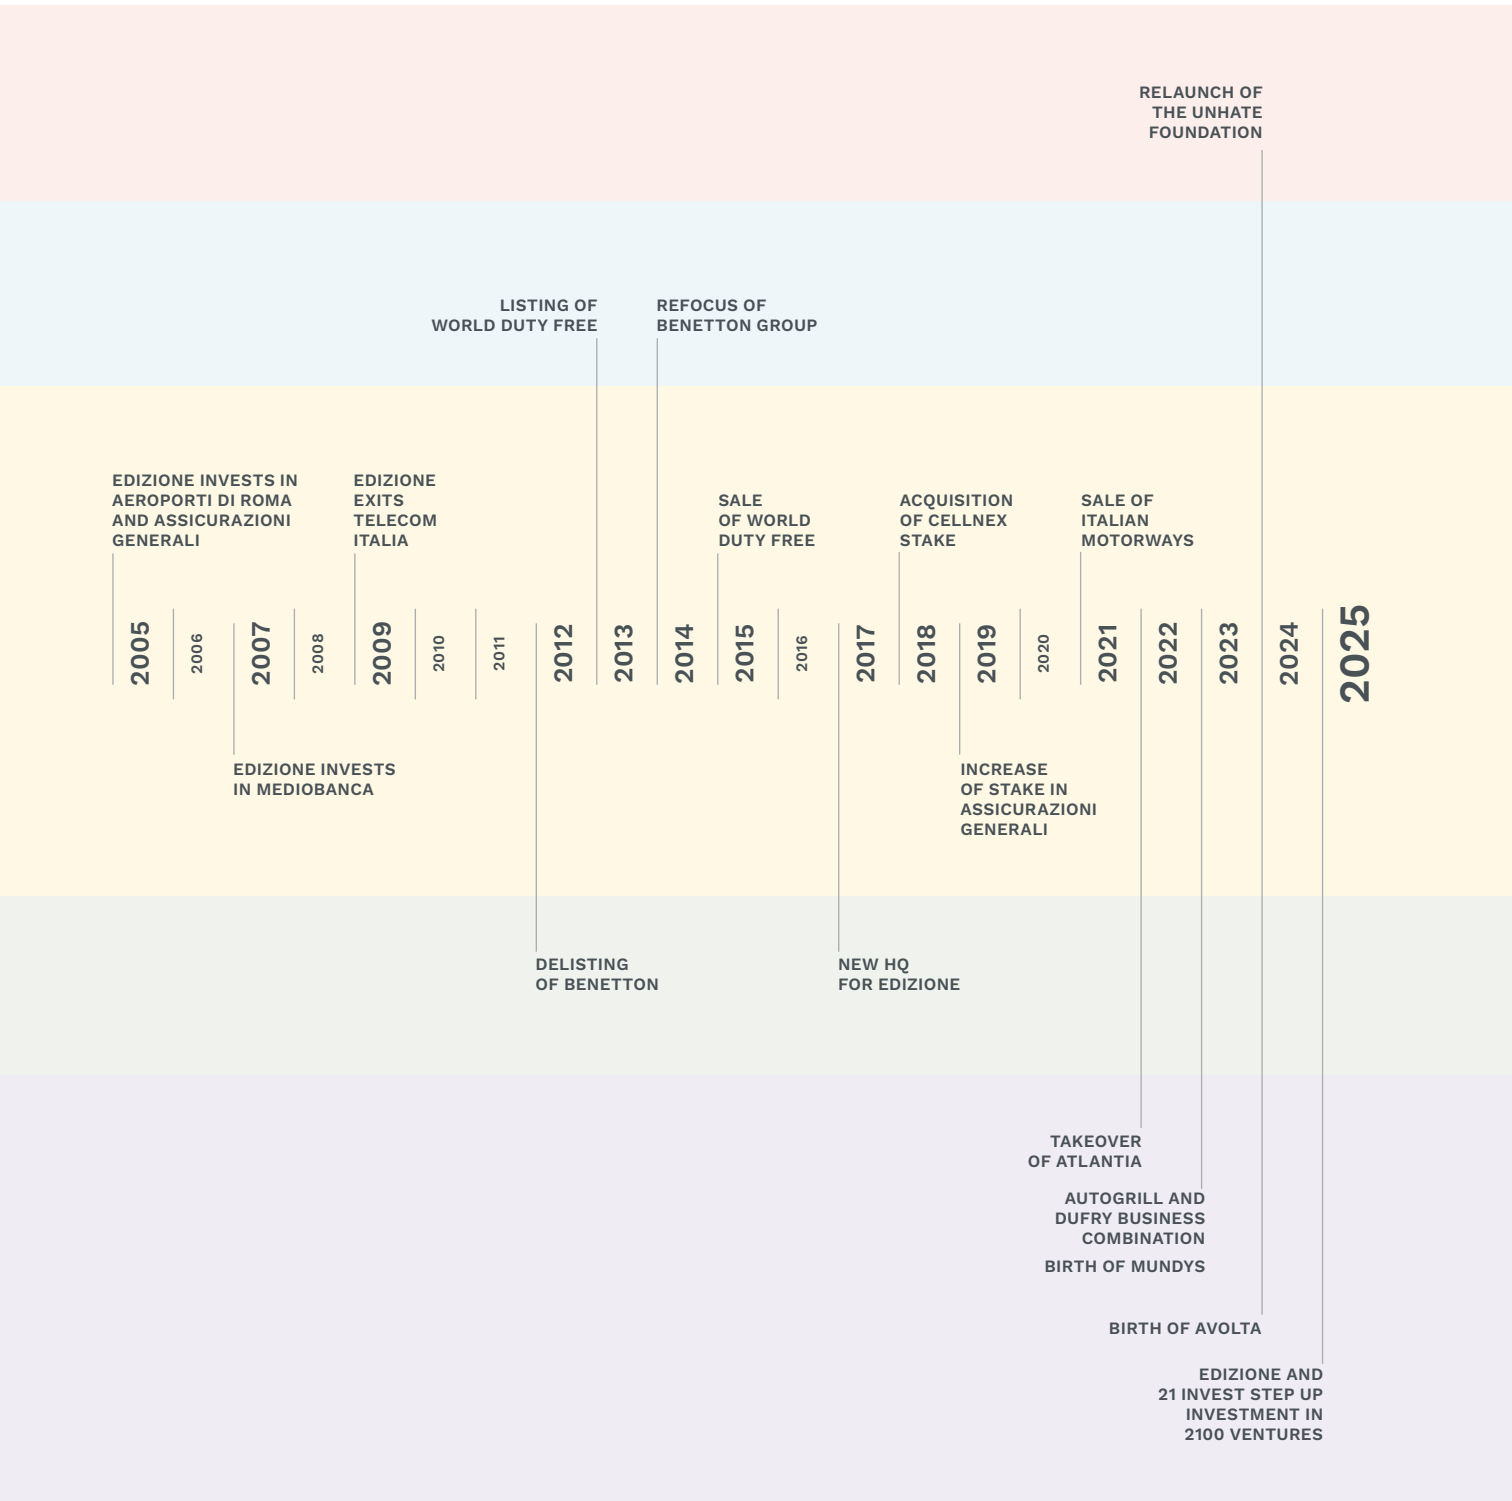 RELAUNCH OF
THE UNHATE
FOUNDATION
LISTING OF
WORLD DUTY FREE
REFOCUS OF
BENETTON GROUP
EDIZIONE INVESTS IN
AEROPORTI DI ROMA
AND ASSICURAZIONI
GENERALI
EDIZIONE
EXITS
TELECOM
ITALIA
SALE
OF WORLD
DUTY FREE
ACQUISITION
OF CELLNEX
STAKE
SALE OF
ITALIAN
MOTORWAYS
2005
2006
2007
2008
2009
2010
2011
2012
2013
2014
2015
2016
2017
2018
2019
2020
2021
2022
2023
2024
2025
EDIZIONE INVESTS
IN MEDIOBANCA
INCREASE
OF STAKE IN
ASSICURAZIONI
GENERALI
DELISTING
OF BENETTON
NEW HQ
FOR EDIZIONE
TAKEOVER
OF ATLANTIA
AUTOGRILL AND
DUFRY BUSINESS
COMBINATION
BIRTH OF MUNDYS
BIRTH OF AVOLTA
EDIZIONE AND
21 INVEST STEP UP
INVESTMENT IN
2100 VENTURES